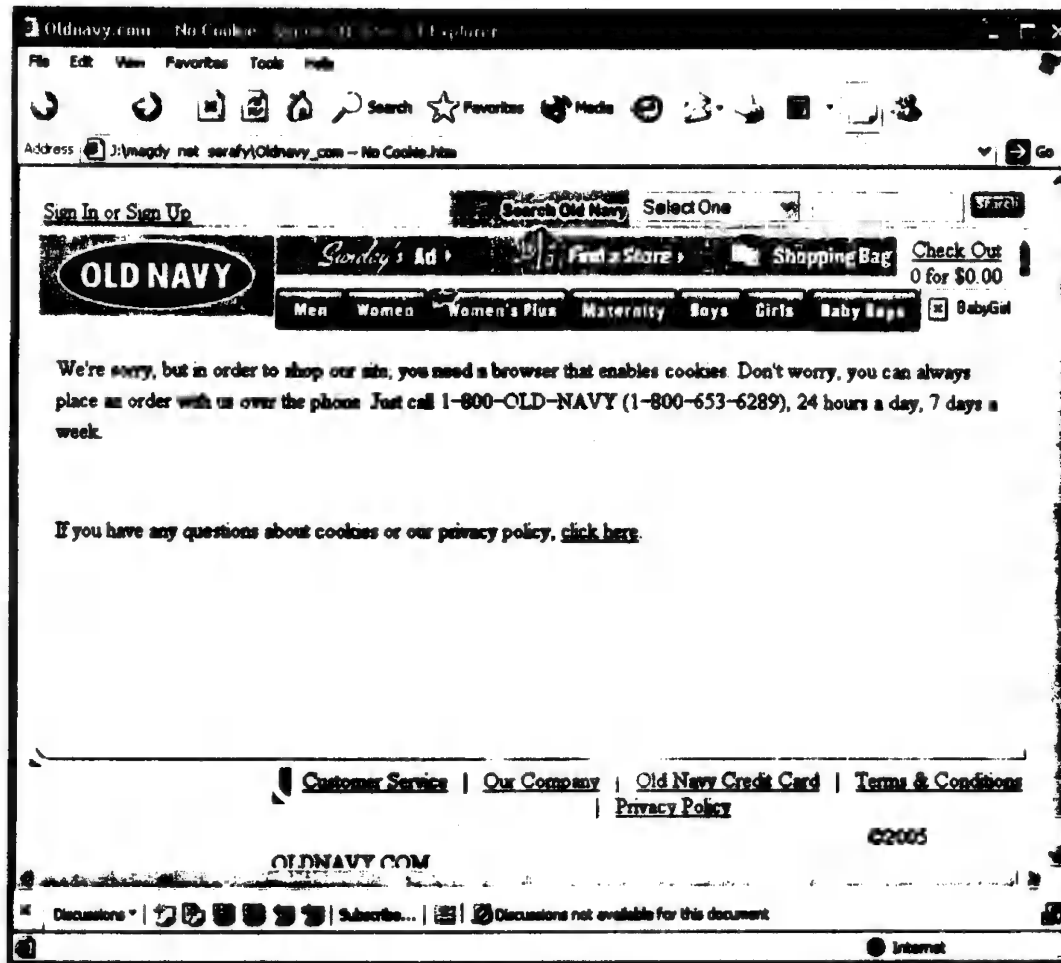 Oldnavy.com No Cookie Explorer
File Edit View Favorites Tools Help
Search Favorites Media
Address J:\magdy nat serafy\Oldnavy_com -- No Cookie.htm Go
Sign In or Sign Up
Search Old Navy Select One Search
OLD NAVY
Sunday's Ad Find a Store Shopping Bag
Check Out
0 for $0.00
Men Women Women's Plus Maternity Boys Girls Baby Boys BabyGirl
We're sorry, but in order to shop our site, you need a browser that enables cookies. Don't worry, you can always
place an order with us over the phone. Just call 1-800-OLD-NAVY (1-800-653-6289), 24 hours a day, 7 days a
week.
If you have any questions about cookies or our privacy policy, click here.
Customer Service | Our Company | Old Navy Credit Card | Terms & Conditions
| Privacy Policy
©2005
OLDNAVY.COM
Discussions Subscribe... Discussions not available for this document
Internet